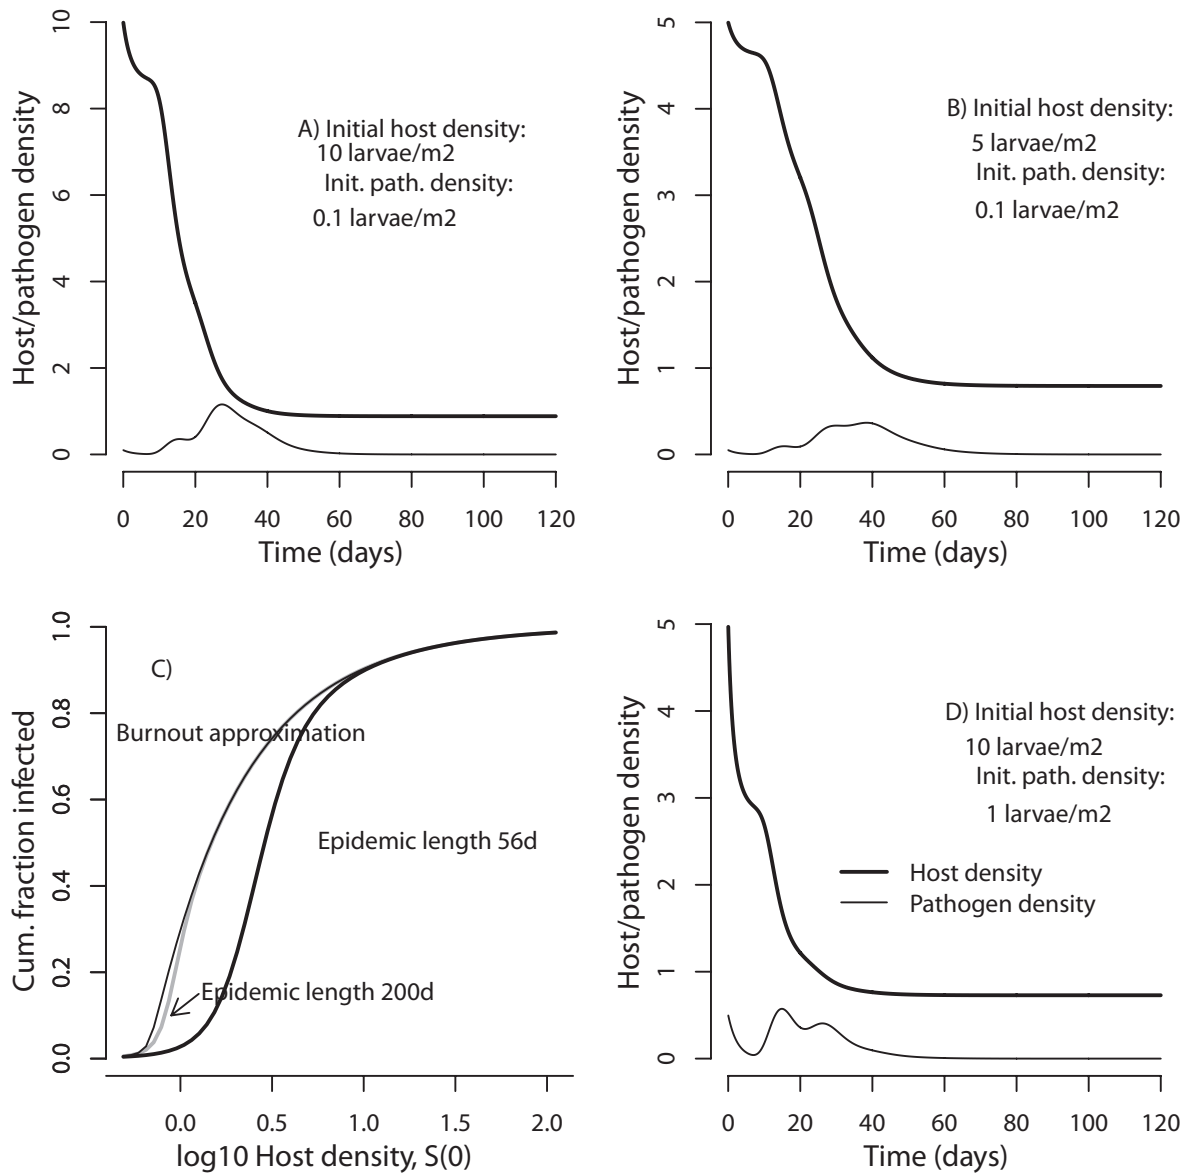 Host/pathogen density
10
8
6
4
2
0
A) Initial host density:
10 larvae/m2
Init. path. density:
0.1 larvae/m2
0 20 40 60 80 100 120
Time (days)
Host/pathogen density
5
4
3
2
1
0
B) Initial host density:
5 larvae/m2
Init. path. density:
0.1 larvae/m2
0 20 40 60 80 100 120
Time (days)
Cum. fraction infected
1.0
0.8
0.6
0.4
0.2
0.0
C)
Burnout approximation
Epidemic length 56d
Epidemic length 200d
0.0 0.5 1.0 1.5 2.0
log10 Host density, S(0)
Host/pathogen density
5
4
3
2
1
0
D) Initial host density:
10 larvae/m2
Init. path. density:
1 larvae/m2
Host density
Pathogen density
0 20 40 60 80 100 120
Time (days)